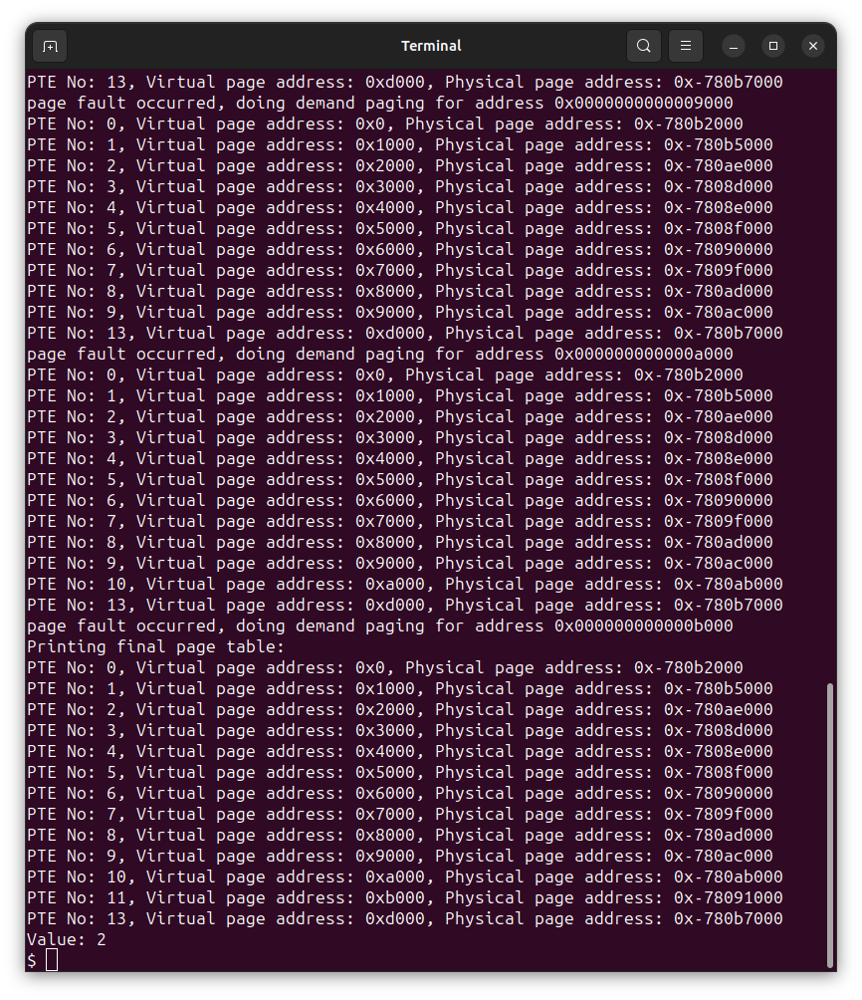 Terminal
PTE No: 13, Virtual page address: 0xd000, Physical page address: 0x-780b7000
page fault occurred, doing demand paging for address 0x0000000000009000
PTE No: 0, Virtual page address: 0x0, Physical page address: 0x-780b2000
PTE No: 1, Virtual page address: 0x1000, Physical page address: 0x-780b5000
PTE No: 2, Virtual page address: 0x2000, Physical page address: 0x-780ae000
PTE No: 3, Virtual page address: 0x3000, Physical page address: 0x-7808d000
PTE No: 4, Virtual page address: 0x4000, Physical page address: 0x-7808e000
PTE No: 5, Virtual page address: 0x5000, Physical page address: 0x-7808f000
PTE No: 6, Virtual page address: 0x6000, Physical page address: 0x-78090000
PTE No: 7, Virtual page address: 0x7000, Physical page address: 0x-7809f000
PTE No: 8, Virtual page address: 0x8000, Physical page address: 0x-780ad000
PTE No: 9, Virtual page address: 0x9000, Physical page address: 0x-780ac000
PTE No: 13, Virtual page address: 0xd000, Physical page address: 0x-780b7000
page fault occurred, doing demand paging for address 0x000000000000a000
PTE No: 0, Virtual page address: 0x0, Physical page address: 0x-780b2000
PTE No: 1, Virtual page address: 0x1000, Physical page address: 0x-780b5000
PTE No: 2, Virtual page address: 0x2000, Physical page address: 0x-780ae000
PTE No: 3, Virtual page address: 0x3000, Physical page address: 0x-7808d000
PTE No: 4, Virtual page address: 0x4000, Physical page address: 0x-7808e000
PTE No: 5, Virtual page address: 0x5000, Physical page address: 0x-7808f000
PTE No: 6, Virtual page address: 0x6000, Physical page address: 0x-78090000
PTE No: 7, Virtual page address: 0x7000, Physical page address: 0x-7809f000
PTE No: 8, Virtual page address: 0x8000, Physical page address: 0x-780ad000
PTE No: 9, Virtual page address: 0x9000, Physical page address: 0x-780ac000
PTE No: 10, Virtual page address: 0xa000, Physical page address: 0x-780ab000
PTE No: 13, Virtual page address: 0xd000, Physical page address: 0x-780b7000
page fault occurred, doing demand paging for address 0x000000000000b000
Printing final page table:
PTE No: 0, Virtual page address: 0x0, Physical page address: 0x-780b2000
PTE No: 1, Virtual page address: 0x1000, Physical page address: 0x-780b5000
PTE No: 2, Virtual page address: 0x2000, Physical page address: 0x-780ae000
PTE No: 3, Virtual page address: 0x3000, Physical page address: 0x-7808d000
PTE No: 4, Virtual page address: 0x4000, Physical page address: 0x-7808e000
PTE No: 5, Virtual page address: 0x5000, Physical page address: 0x-7808f000
PTE No: 6, Virtual page address: 0x6000, Physical page address: 0x-78090000
PTE No: 7, Virtual page address: 0x7000, Physical page address: 0x-7809f000
PTE No: 8, Virtual page address: 0x8000, Physical page address: 0x-780ad000
PTE No: 9, Virtual page address: 0x9000, Physical page address: 0x-780ac000
PTE No: 10, Virtual page address: 0xa000, Physical page address: 0x-780ab000
PTE No: 11, Virtual page address: 0xb000, Physical page address: 0x-78091000
PTE No: 13, Virtual page address: 0xd000, Physical page address: 0x-780b7000
Value: 2
$